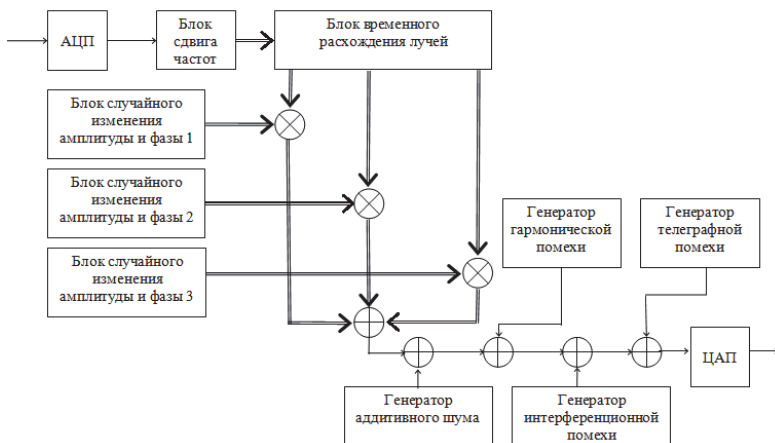 АЦП
Блок
сдвига
частот
Блок временного
расхождения лучей
Блок случайного
изменения
амплитуды и фазы 1
Блок случайного
изменения
амплитуды и фазы 2
Блок случайного
изменения
амплитуды и фазы 3
Генератор
гармонической
помехи
Генератор
телеграфной
помехи
ЦАП
Генератор
аддитивного шума
Генератор
интерференционной
помехи